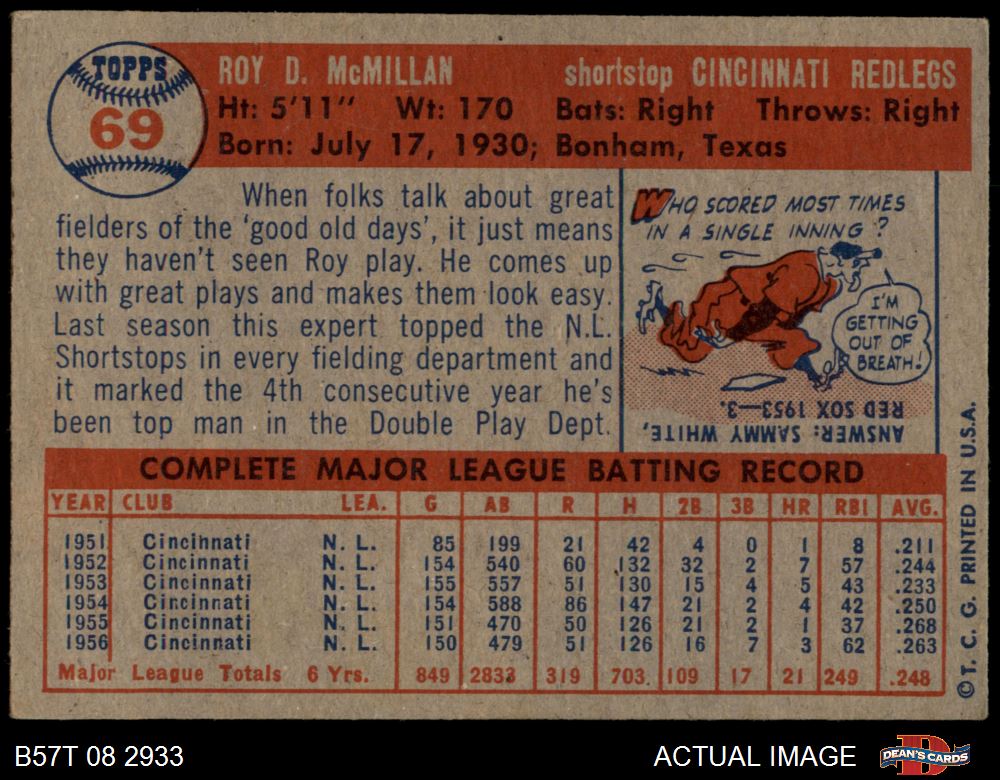 TOPPS
69
ROY D. McMILLAN shortstop CINCINNATI REDLEGS
Ht: 5'11" Wt: 170 Bats: Right Throws: Right
Born: July 17, 1930; Bonham, Texas
When folks talk about great
fielders of the 'good old days', it just means
they haven't seen Roy play. He comes up
with great plays and makes them look easy.
Last season this expert topped the N.L.
Shortstops in every fielding department and
it marked the 4th consecutive year he's
been top man in the Double Play Dept.
WHO SCORED MOST TIMES
IN A SINGLE INNING?
I'M
GETTING
OUT OF
BREATH!
ANSWER: SAMMY WHITE,
RED SOX 1953—3.
COMPLETE MAJOR LEAGUE BATTING RECORD
YEAR CLUB LEA. G AB R H 2B 3B HR RBI AVG.
1951 Cincinnati N. L. 85 199 21 42 4 0 1 8 .211
1952 Cincinnati N. L. 154 540 60 132 32 2 7 57 .244
1953 Cincinnati N. L. 155 557 51 130 15 4 5 43 .233
1954 Cincinnati N. L. 154 588 86 147 21 2 4 42 .250
1955 Cincinnati N. L. 151 470 50 126 21 2 1 37 .268
1956 Cincinnati N. L. 150 479 51 126 16 7 3 62 .263
Major League Totals 6 Yrs. 849 2833 319 703 109 17 21 249 .248
© T. C. G. PRINTED IN U.S.A.
B57T 08 2933
ACTUAL IMAGE
DEAN'S CARDS